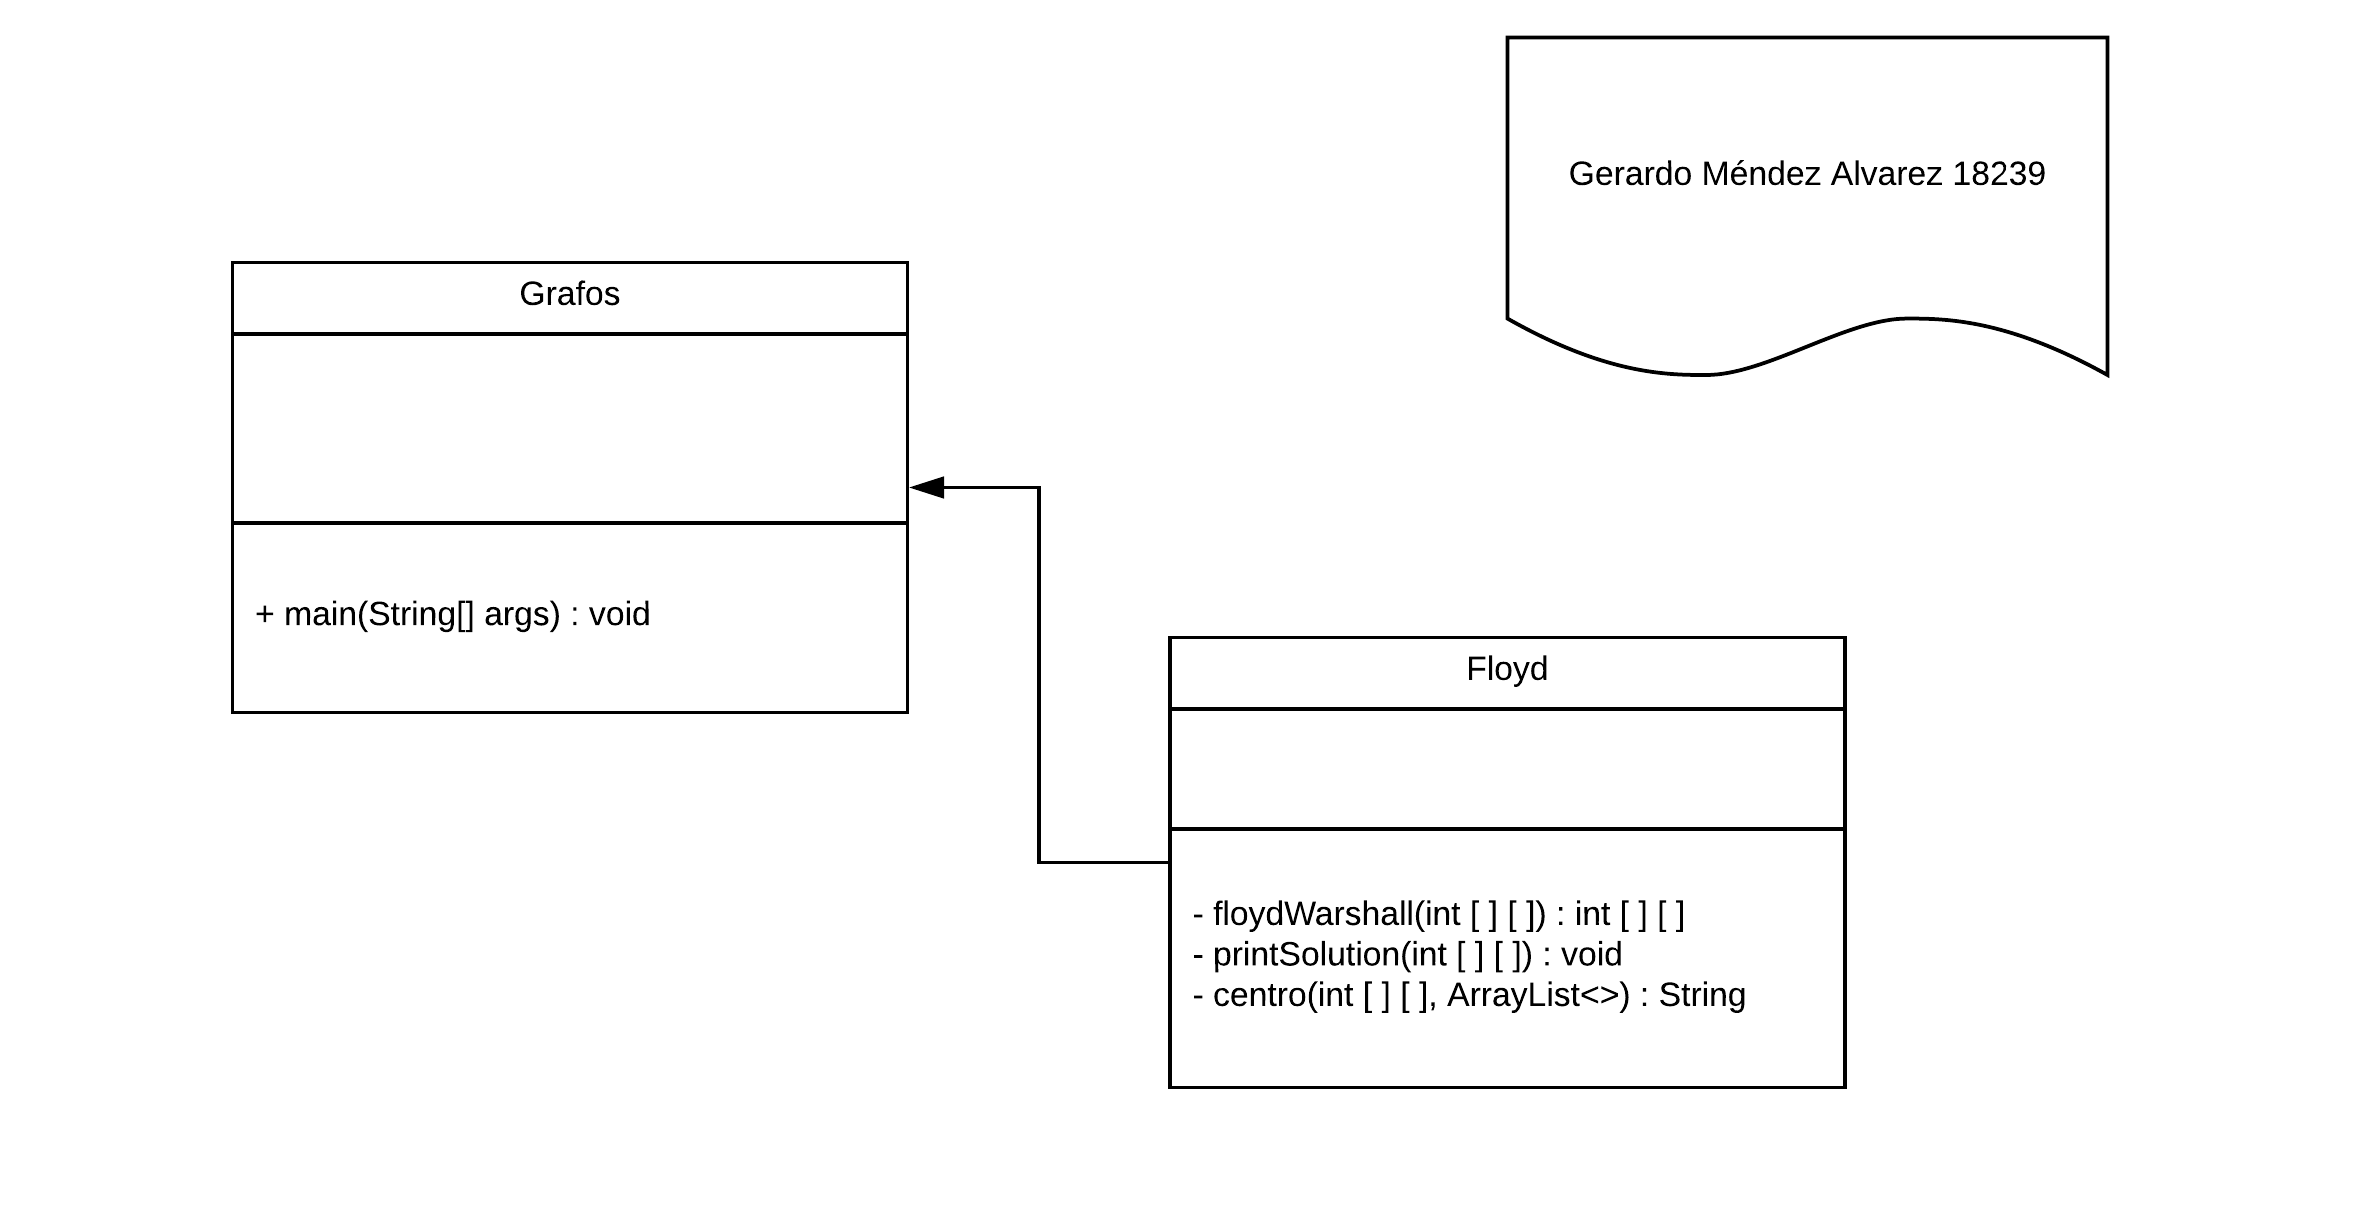 Gerardo Méndez Alvarez 18239
Grafos
+ main(String[] args) : void
Floyd
- floydWarshall(int [ ] [ ]) : int [ ] [ ]
- printSolution(int [ ] [ ]) : void
- centro(int [ ] [ ], ArrayList<>) : String